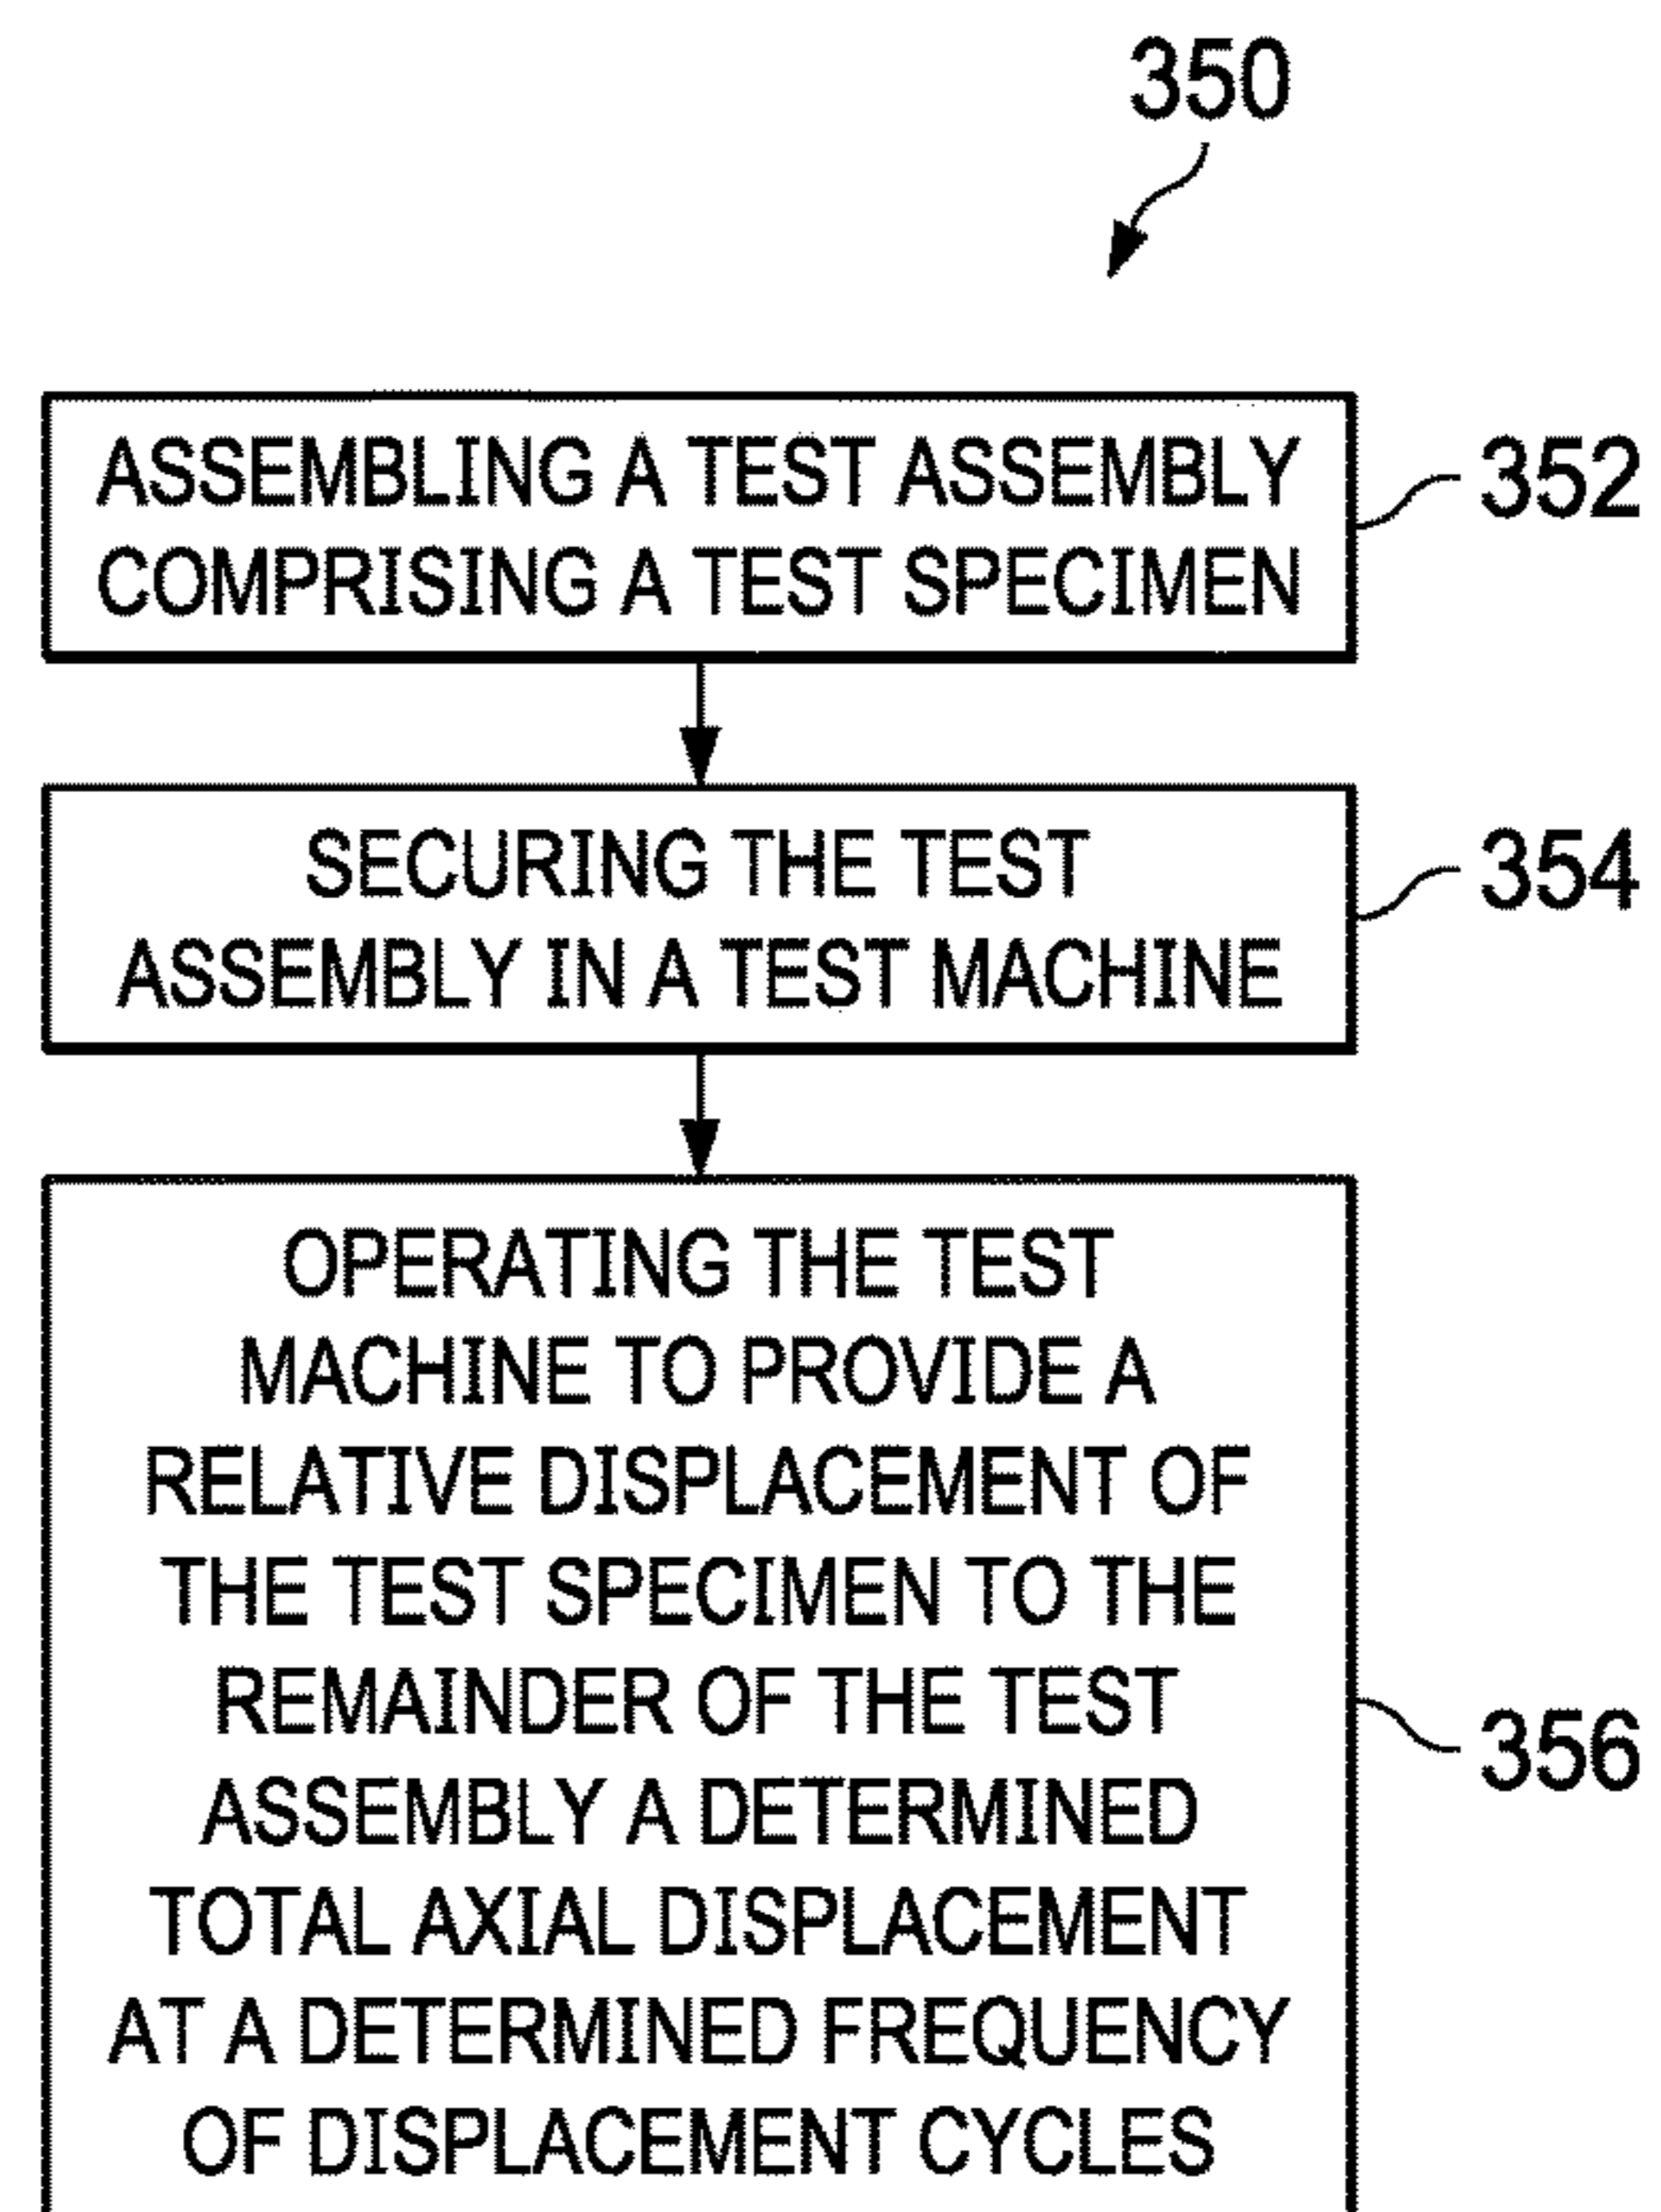 350
ASSEMBLING A TEST ASSEMBLY
COMPRISING A TEST SPECIMEN
352
SECURING THE TEST
ASSEMBLY IN A TEST MACHINE
354
OPERATING THE TEST
MACHINE TO PROVIDE A
RELATIVE DISPLACEMENT OF
THE TEST SPECIMEN TO THE
REMAINDER OF THE TEST
ASSEMBLY A DETERMINED
TOTAL AXIAL DISPLACEMENT
AT A DETERMINED FREQUENCY
OF DISPLACEMENT CYCLES
356